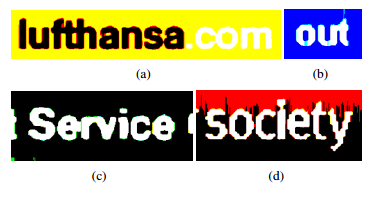 lufthansa.com out
(a) (b)
Service society
(c) (d)